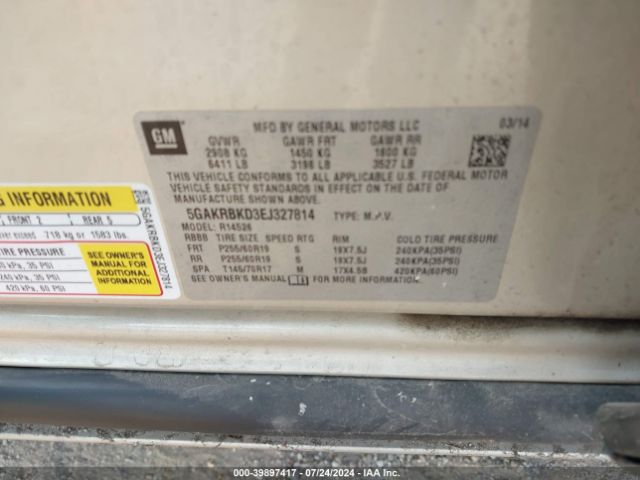 GM
MFD BY GENERAL MOTORS LLC
03/14
GVWR GAWR FRT GAWR RR
2908 KG 1450 KG 1600 KG
6411 LB 3196 LB 3527 LB
THIS VEHICLE CONFORMS TO ALL APPLICABLE U.S. FEDERAL MOTOR
VEHICLE SAFETY STANDARDS IN EFFECT ON THE DATE OF
MANUFACTURE SHOWN ABOVE.
5GAKRBKD3EJ327814 TYPE: M.P.V.
MODEL: R14526
RBBB TIRE SIZE SPEED RTG RIM COLD TIRE PRESSURE
FRT P255/60R19 S 19X7.5J 240KPA(35PSI)
RR P255/60R19 S 19X7.5J 240KPA(35PSI)
SPA T145/70R17 M 17X4.5B 420KPA(60PSI)
SEE OWNER'S MANUAL FOR MORE INFORMATION.
G INFORMATION
FRONT 2 REAR 5
exceed 718 kg or 1583 lbs.
TIRE PRESSURE
kPa, 35 PSI
240 kPa, 35 PSI
420 kPa, 60 PSI
SEE OWNER'S
MANUAL FOR
ADDITIONAL
INFORMATION
5GAKRBKD3EJ327814
000-39897417 - 07/24/2024 - IAA Inc.